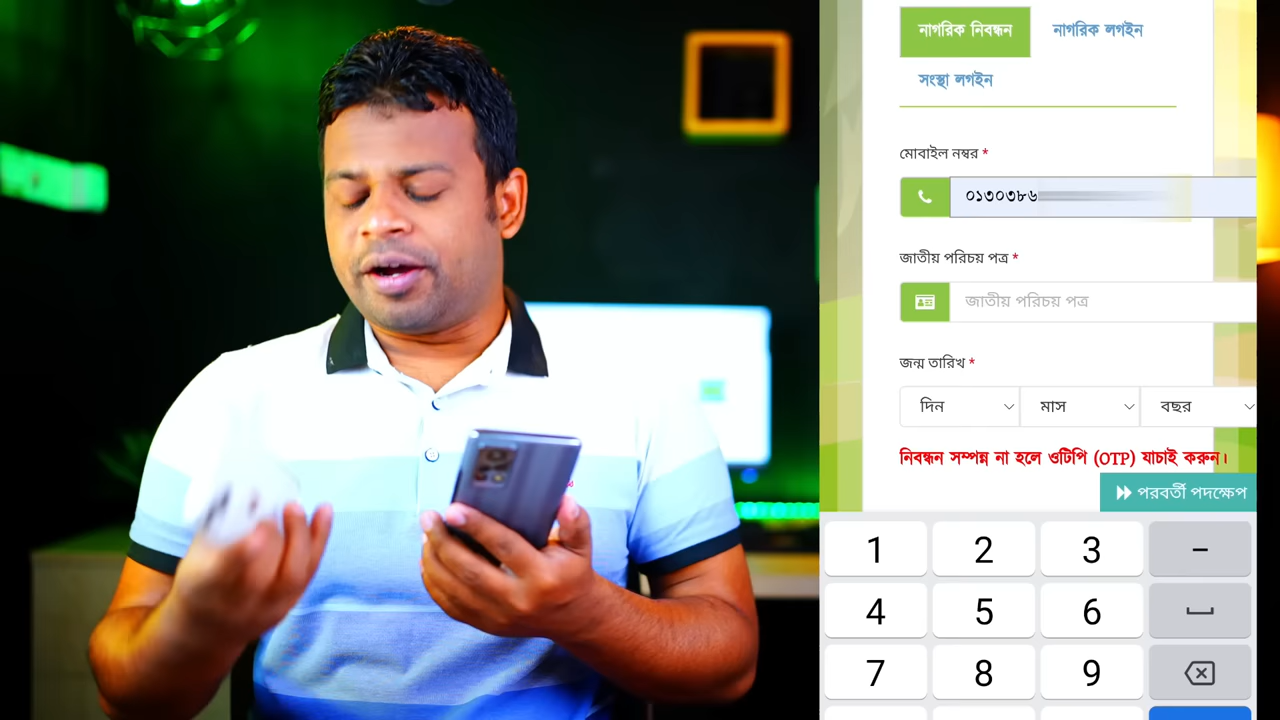 নাগরিক নিবন্ধন
নাগরিক লগইন
সংস্থা লগইন
মোবাইল নম্বর *
০১৩০৩৮৬
জাতীয় পরিচয় পত্র *
জাতীয় পরিচয় পত্র
জন্ম তারিখ *
দিন
মাস
বছর
নিবন্ধন সম্পন্ন না হলে ওটিপি (OTP) যাচাই করুন।
পরবর্তী পদক্ষেপ
1 2 3 –
4 5 6
7 8 9